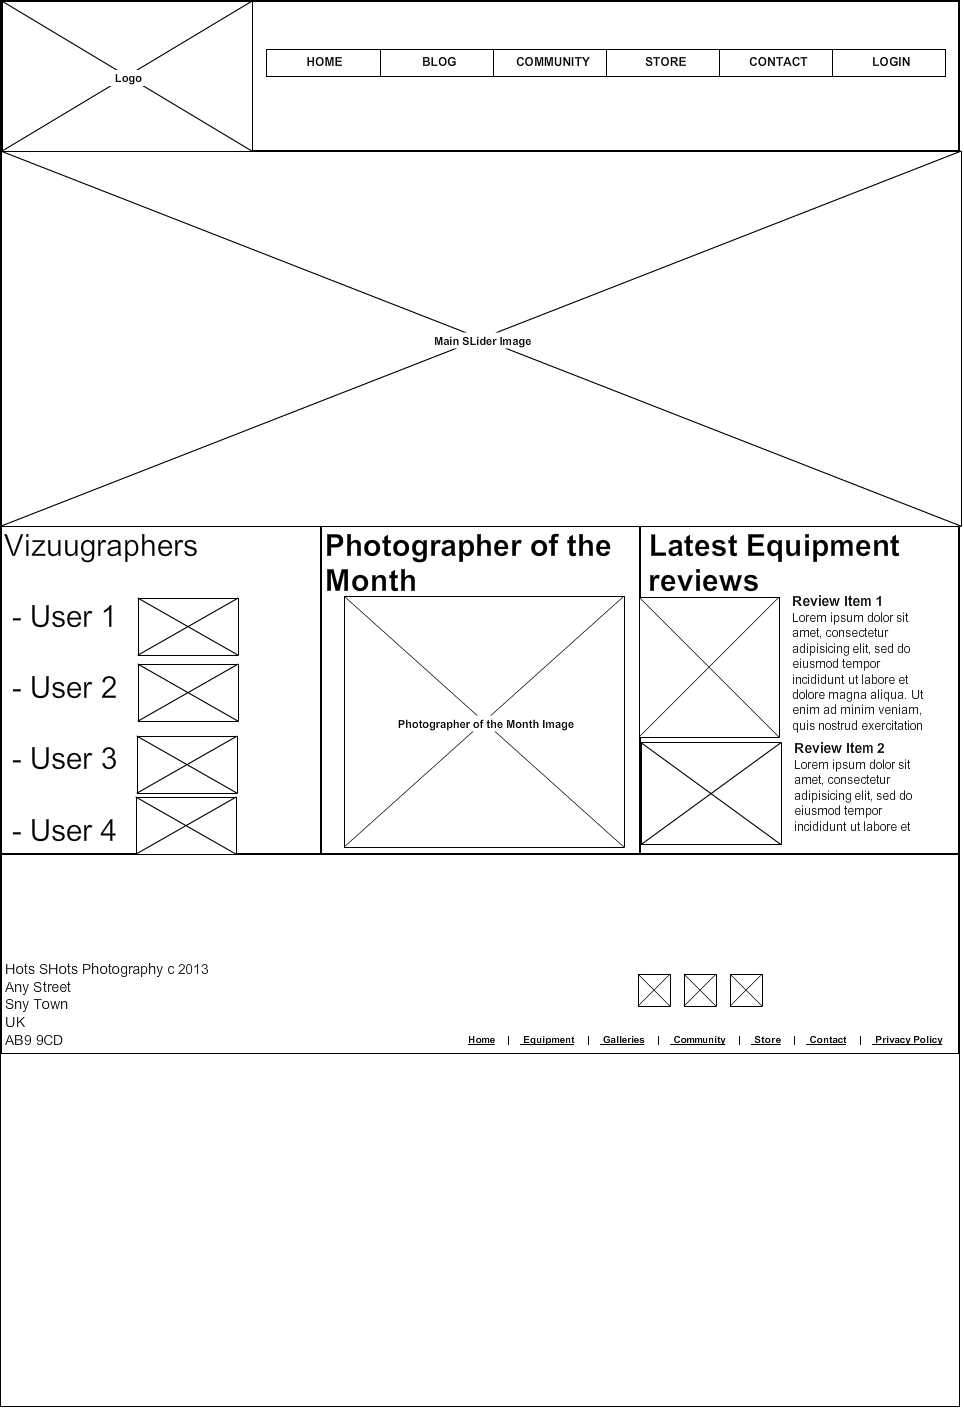 Logo
HOME BLOG COMMUNITY STORE CONTACT LOGIN
Main SLider Image
Vizuugraphers
- User 1
- User 2
- User 3
- User 4
Photographer of the
Month
Photographer of the Month Image
Latest Equipment
reviews
Review Item 1
Lorem ipsum dolor sit
amet, consectetur
adipisicing elit, sed do
eiusmod tempor
incididunt ut labore et
dolore magna aliqua. Ut
enim ad minim veniam,
quis nostrud exercitation
Review Item 2
Lorem ipsum dolor sit
amet, consectetur
adipisicing elit, sed do
eiusmod tempor
incididunt ut labore et
Hots SHots Photography c 2013
Any Street
Sny Town
UK
AB9 9CD
Home | Equipment | Galleries | Community | Store | Contact | Privacy Policy